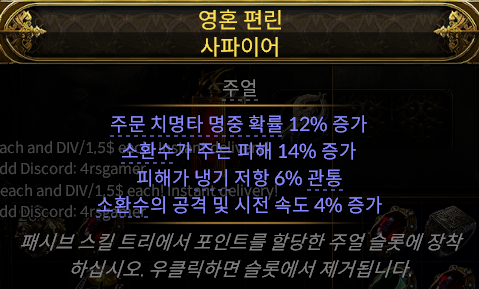 영혼 편린
사파이어
주얼
주문 치명타 명중 확률 12% 증가
each and DIV/1,5$ each! Instant delivery!
소환수가 주는 피해 14% 증가
dd Discord: 4rsgamer
피해가 냉기 저항 6% 관통
each and DIV/1,5$ each! Instant delivery!
소환수의 공격 및 시전 속도 4% 증가
dd Discord: 4rsgamer
패시브 스킬 트리에서 포인트를 할당한 주얼 슬롯에 장착
하십시오. 우클릭하면 슬롯에서 제거됩니다.